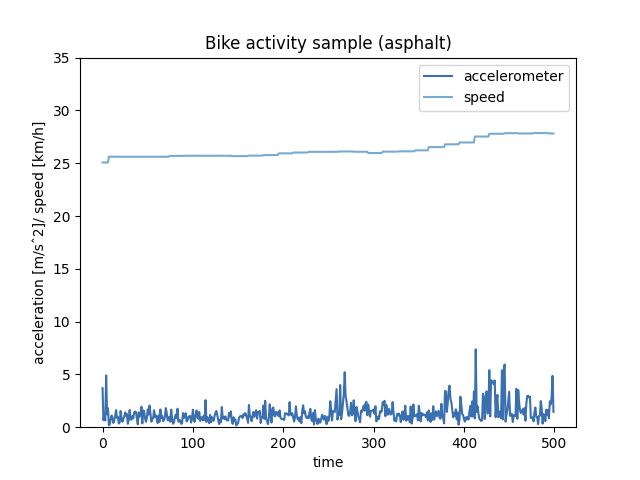 Bike activity sample (asphalt)
accelerometer
speed
35
30
25
20
15
10
5
0
acceleration [m/sˆ2]/ speed [km/h]
0
100
200
300
400
500
time